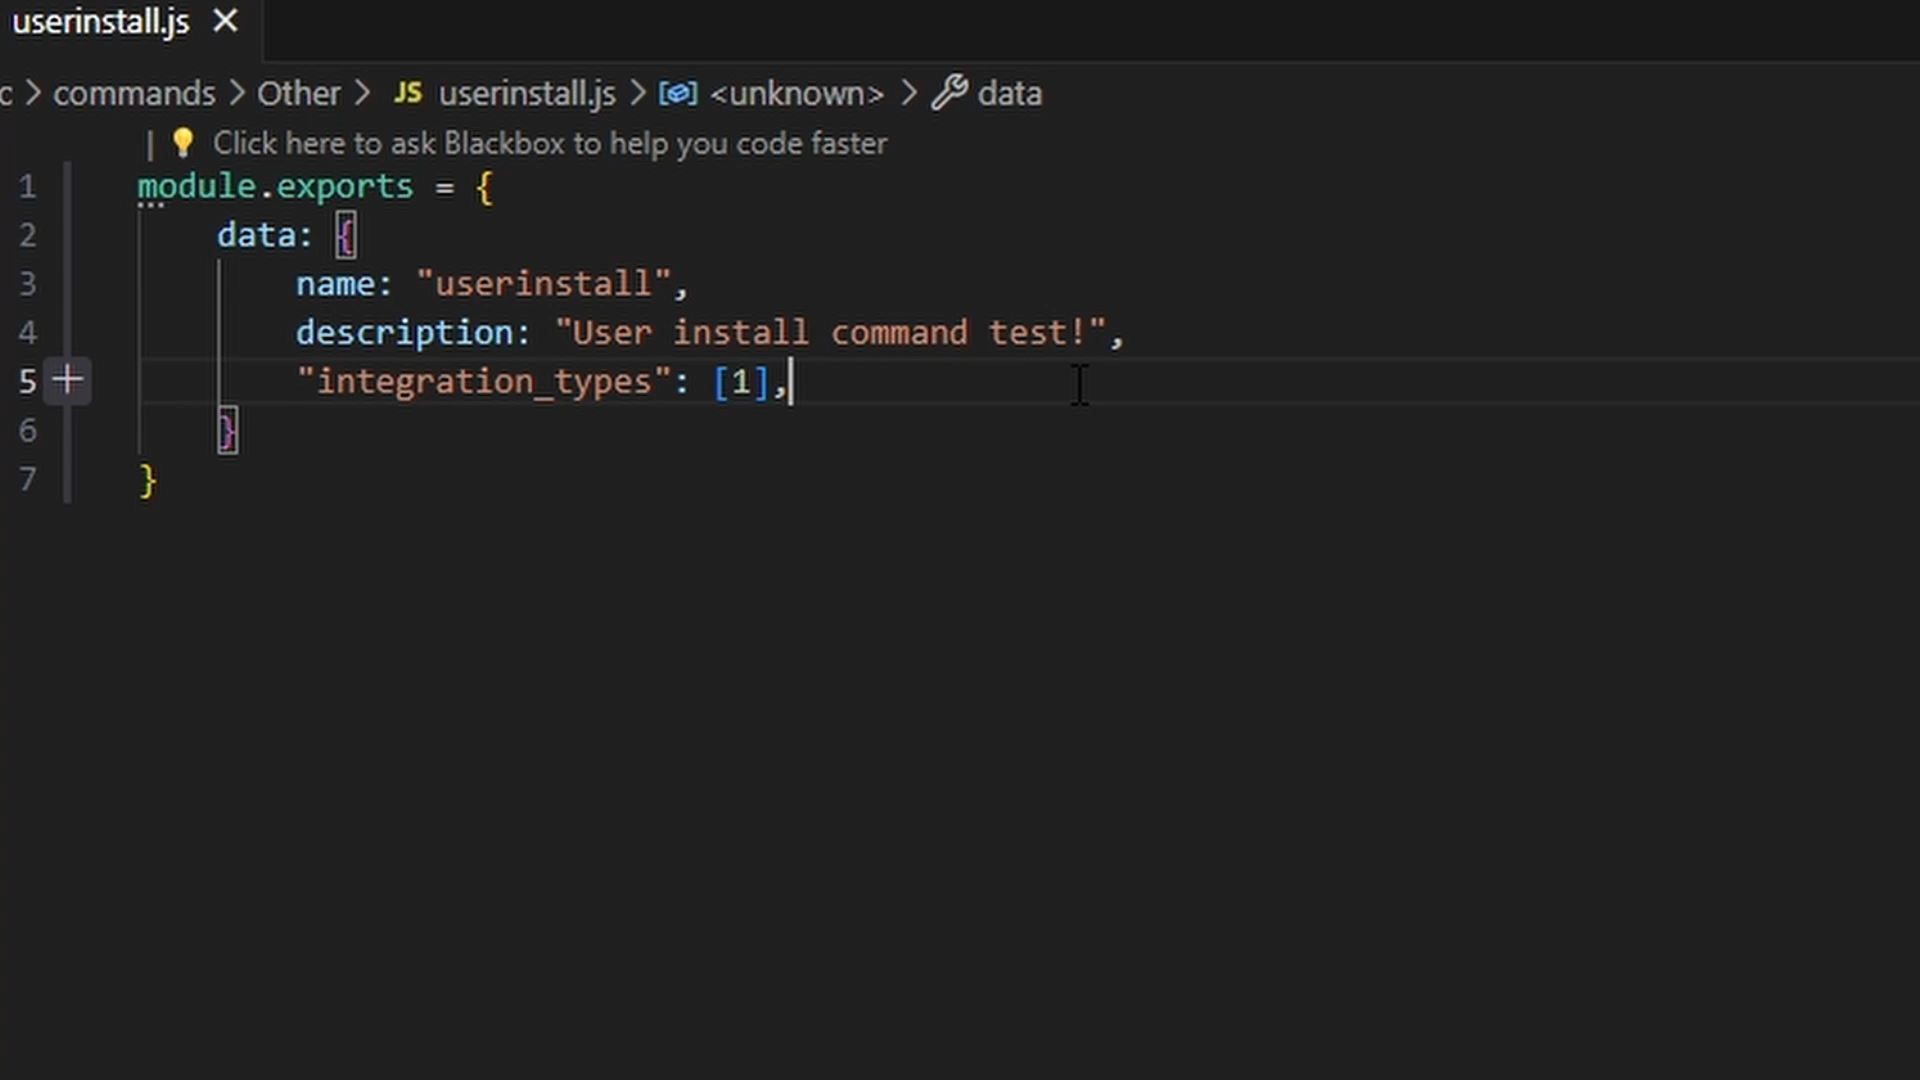 userinstall.js
c > commands > Other > JS userinstall.js > <unknown> > data
| Click here to ask Blackbox to help you code faster
1 module.exports = {
2 data: {
3 name: "userinstall",
4 description: "User install command test!",
5 "integration_types": [1],
6 }
7 }